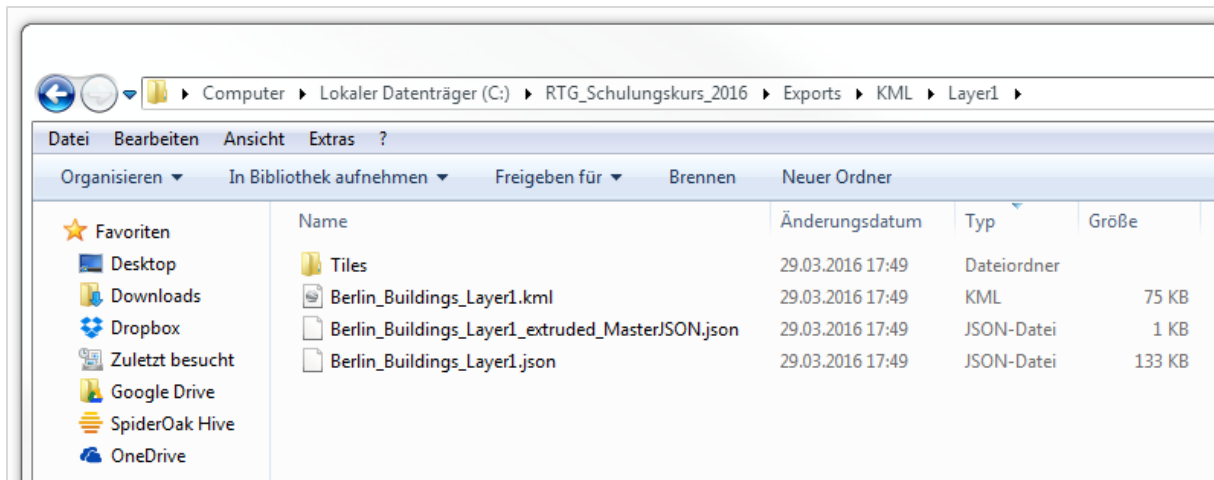 Computer ▸ Lokaler Datenträger (C:) ▸ RTG_Schulungskurs_2016 ▸ Exports ▸ KML ▸ Layer1 ▸
Datei Bearbeiten Ansicht Extras ?
Organisieren In Bibliothek aufnehmen Freigeben für Brennen Neuer Ordner
Favoriten
Desktop
Downloads
Dropbox
Zuletzt besucht
Google Drive
SpiderOak Hive
OneDrive
Name Änderungsdatum Typ Größe
Tiles 29.03.2016 17:49 Dateiordner
Berlin_Buildings_Layer1.kml 29.03.2016 17:49 KML 75 KB
Berlin_Buildings_Layer1_extruded_MasterJSON.json 29.03.2016 17:49 JSON-Datei 1 KB
Berlin_Buildings_Layer1.json 29.03.2016 17:49 JSON-Datei 133 KB